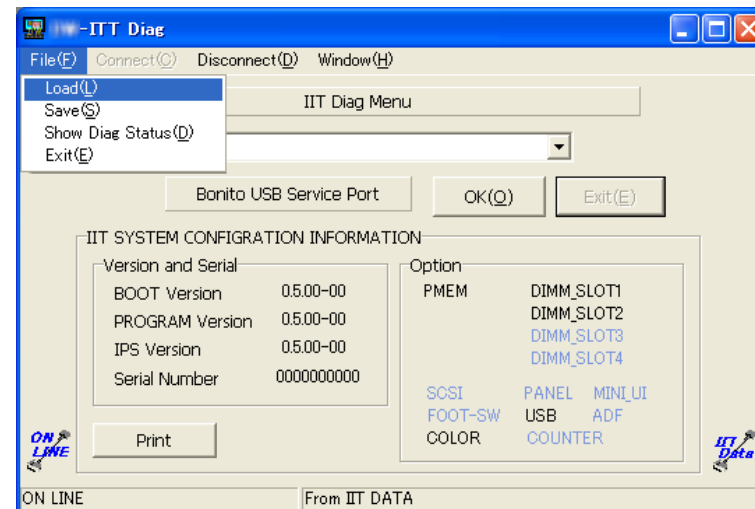 -ITT Diag
File(F) Connect(C) Disconnect(D) Window(H)
Load(L)
Save(S)
Show Diag Status(D)
Exit(E)
IIT Diag Menu
Bonito USB Service Port
OK(O)
Exit(E)
IIT SYSTEM CONFIGRATION INFORMATION
Version and Serial
BOOT Version 0.5.00-00
PROGRAM Version 0.5.00-00
IPS Version 0.5.00-00
Serial Number 0000000000
Option
PMEM DIMM_SLOT1
DIMM_SLOT2
DIMM_SLOT3
DIMM_SLOT4
SCSI PANEL MINI_UI
FOOT-SW USB ADF
COLOR COUNTER
ON LINE
Print
IIT Data
ON LINE
From IIT DATA